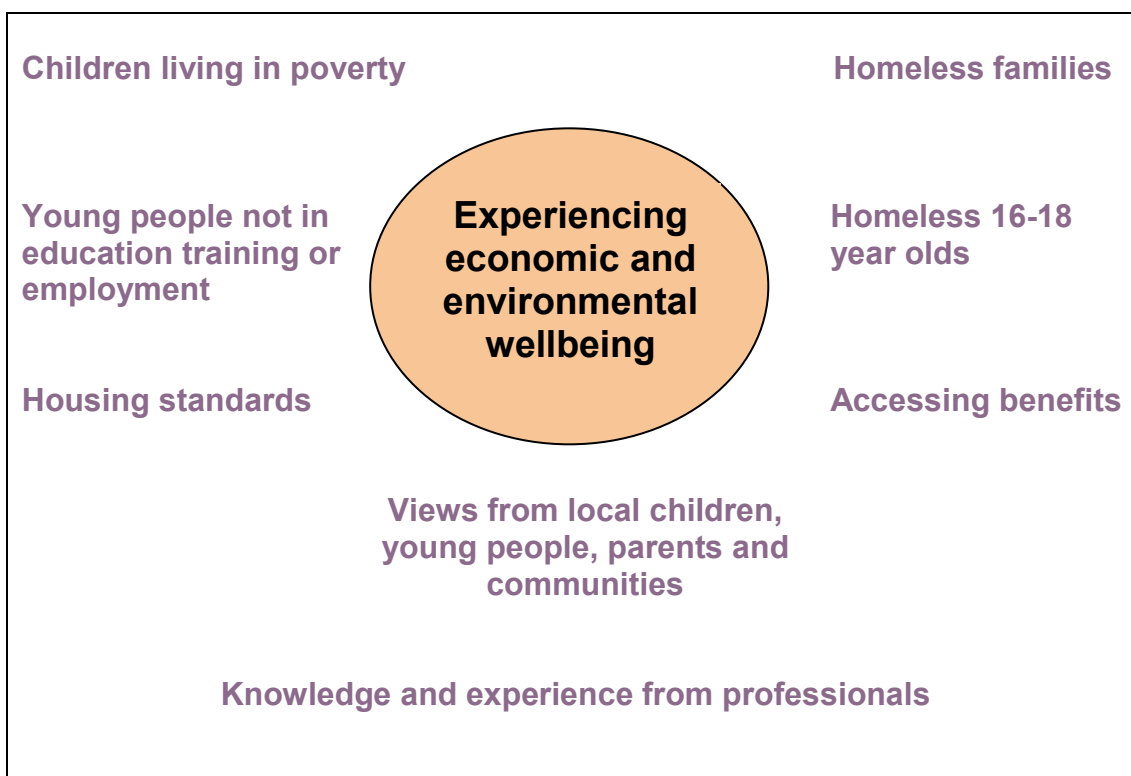 Children living in poverty
Homeless families
Young people not in
education training or
employment
Experiencing
economic and
environmental
wellbeing
Homeless 16-18
year olds
Housing standards
Accessing benefits
Views from local children,
young people, parents and
communities
Knowledge and experience from professionals